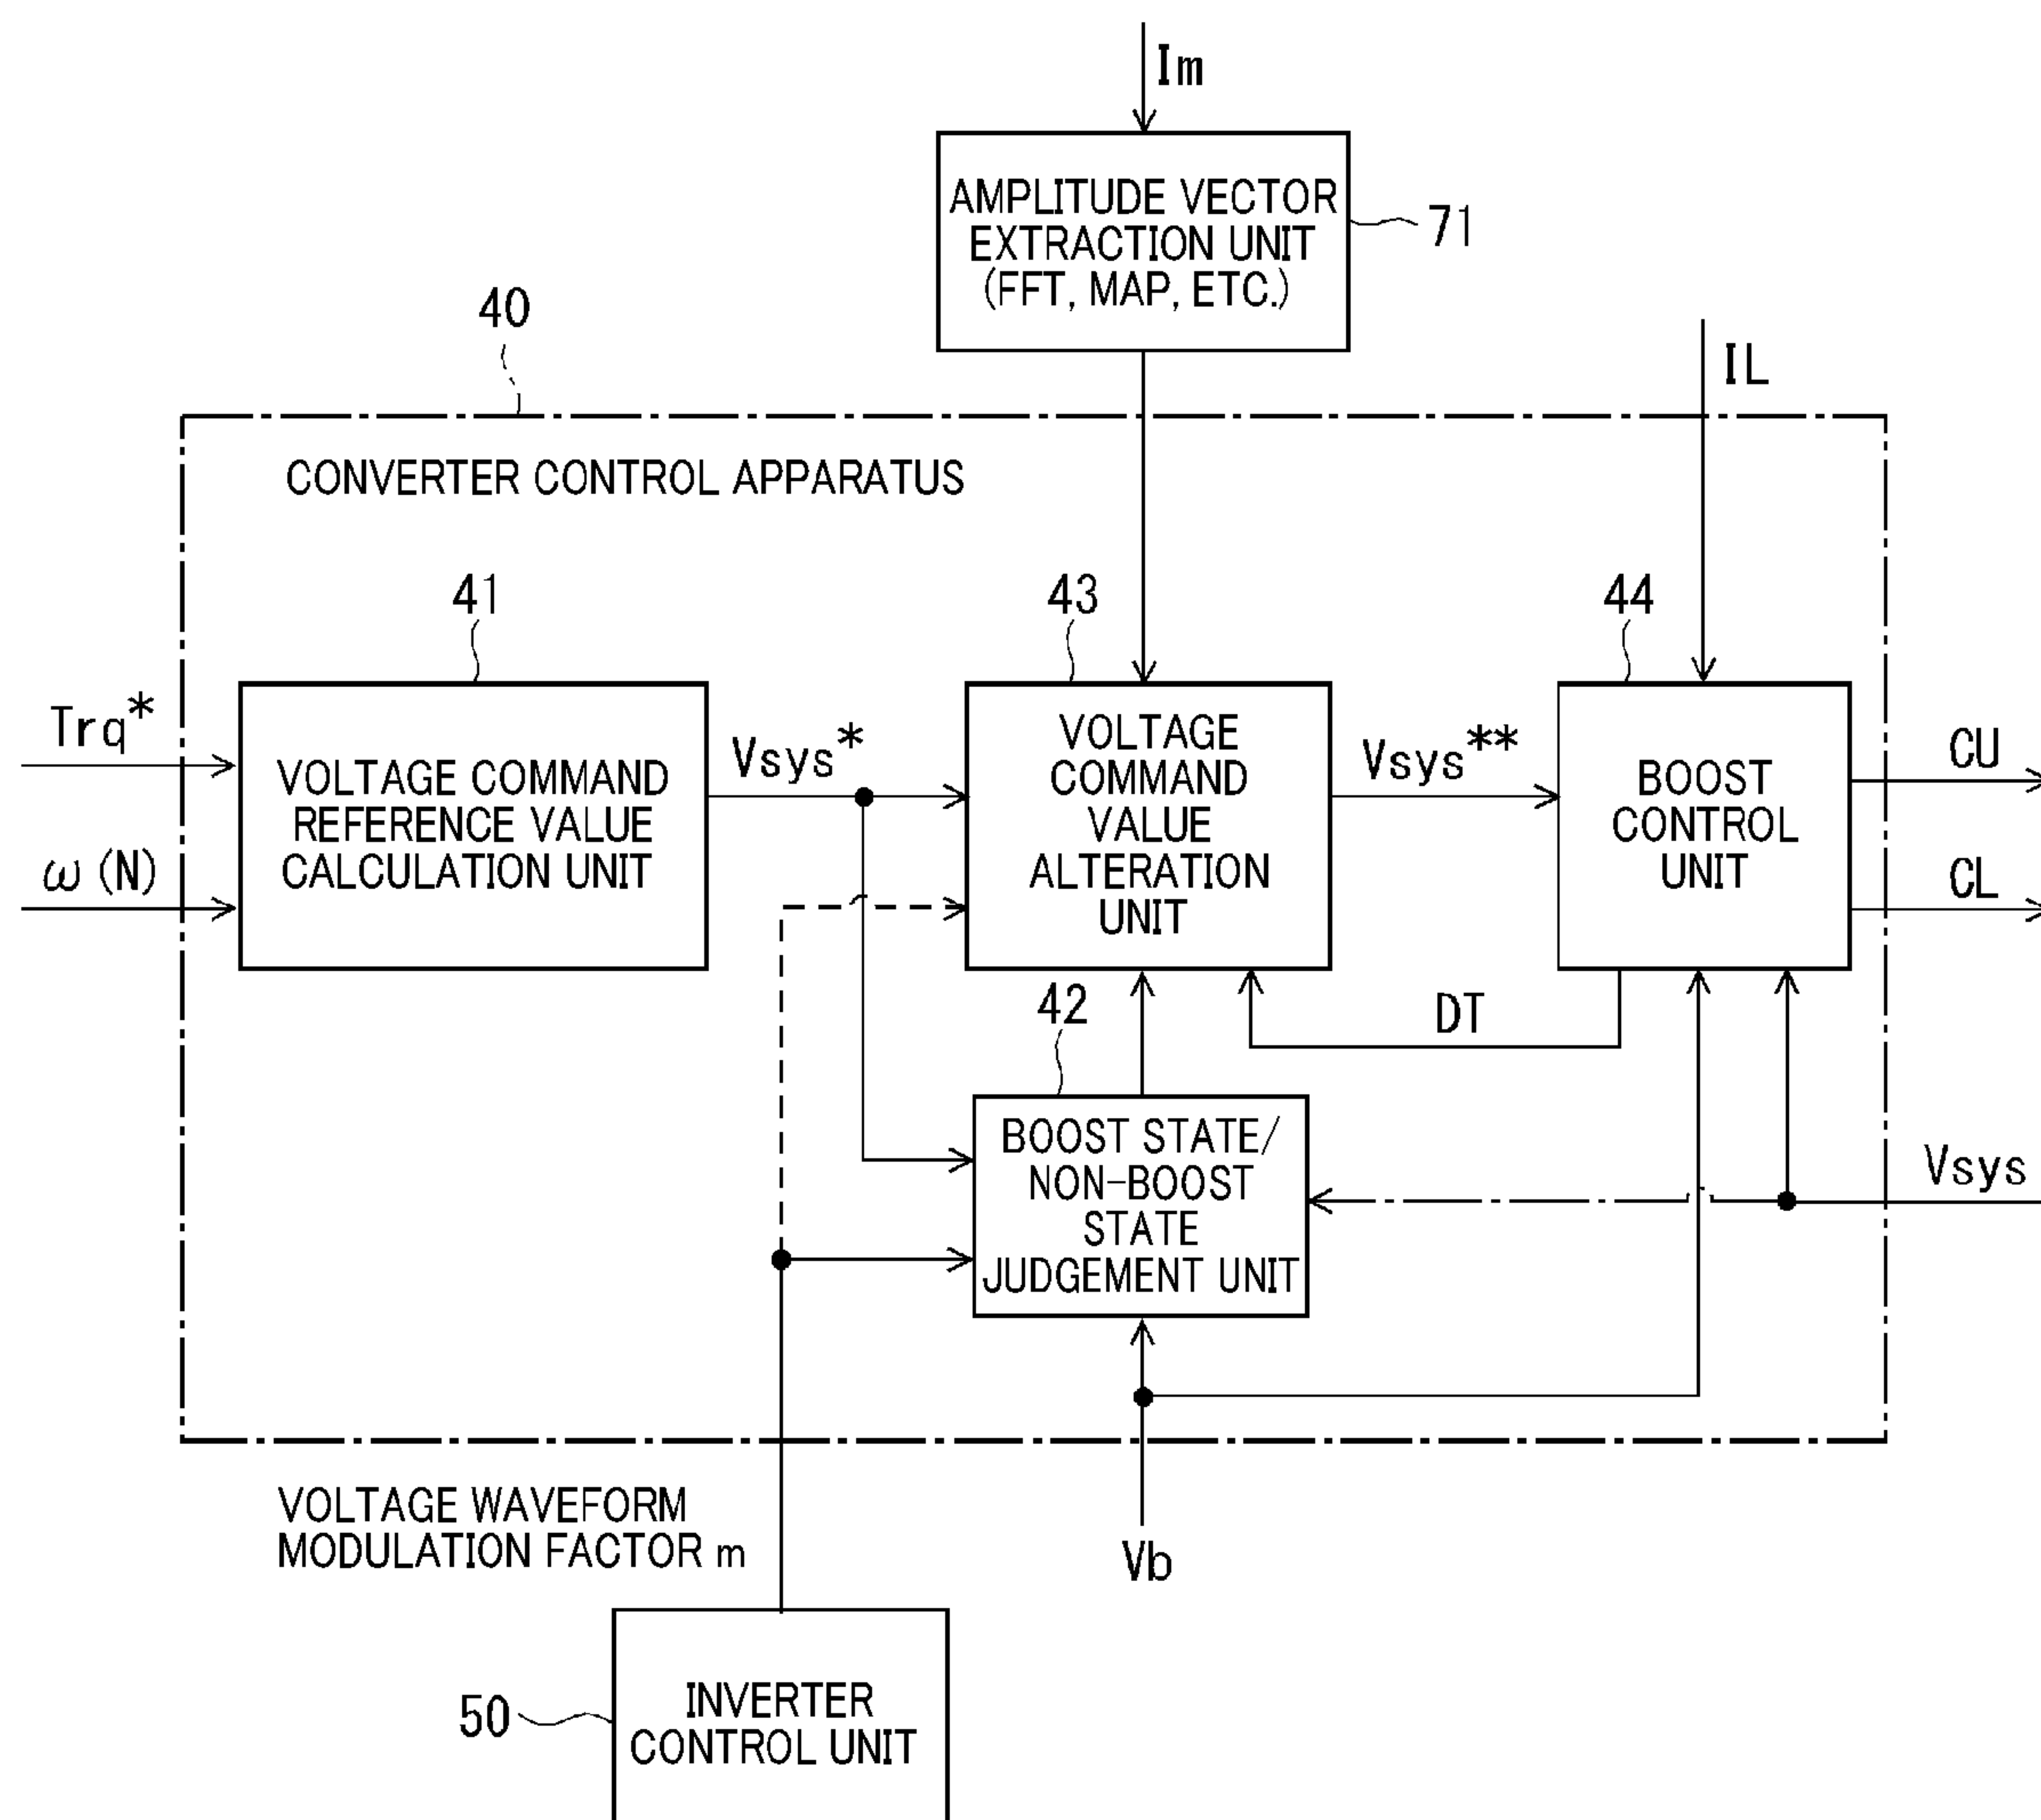 Im
AMPLITUDE VECTOR
EXTRACTION UNIT
(FFT, MAP, ETC.)
71
40
IL
CONVERTER CONTROL APPARATUS
41
43
44
Trq*
ω(N)
VOLTAGE COMMAND
REFERENCE VALUE
CALCULATION UNIT
Vsys*
VOLTAGE
COMMAND
VALUE
ALTERATION
UNIT
Vsys**
BOOST
CONTROL
UNIT
CU
CL
42
DT
BOOST STATE/
NON-BOOST
STATE
JUDGEMENT UNIT
Vsys
VOLTAGE WAVEFORM
MODULATION FACTOR m
Vb
50
INVERTER
CONTROL UNIT